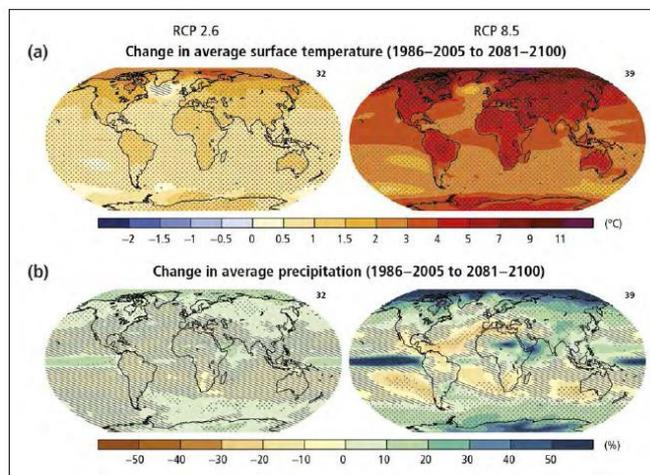 RCP 2.6 RCP 8.5
(a) Change in average surface temperature (1986–2005 to 2081–2100)
32 39
−2 −1.5 −1 −0.5 0 0.5 1 1.5 2 3 4 5 7 9 11 (°C)
(b) Change in average precipitation (1986–2005 to 2081–2100)
32 39
−50 −40 −30 −20 −10 0 10 20 30 40 50 (%)